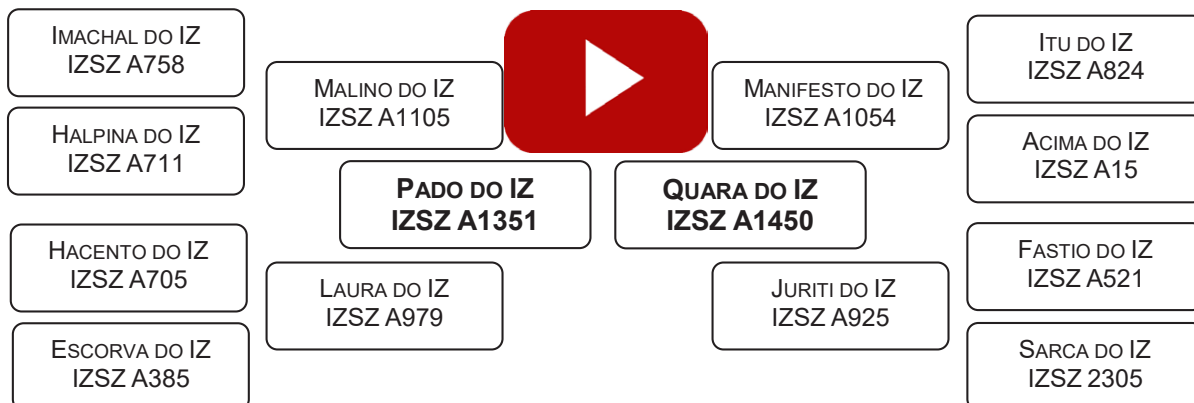 IMACHAL DO IZ
IZSZ A758
HALPINA DO IZ
IZSZ A711
HACENTO DO IZ
IZSZ A705
ESCORVA DO IZ
IZSZ A385
MALINO DO IZ
IZSZ A1105
LAURA DO IZ
IZSZ A979
PADO DO IZ
IZSZ A1351
QUARA DO IZ
IZSZ A1450
MANIFESTO DO IZ
IZSZ A1054
JURITI DO IZ
IZSZ A925
ITU DO IZ
IZSZ A824
ACIMA DO IZ
IZSZ A15
FASTIO DO IZ
IZSZ A521
SARCA DO IZ
IZSZ 2305